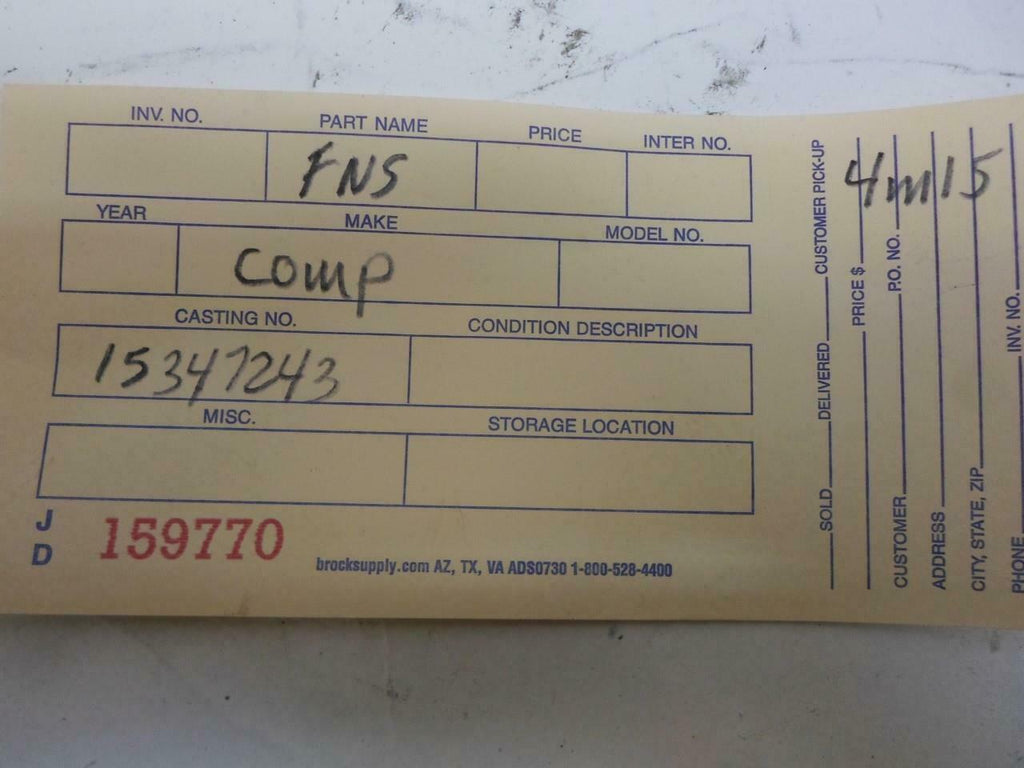 INV. NO. PART NAME PRICE INTER NO.
FNS
YEAR MAKE MODEL NO.
Comp
CASTING NO. CONDITION DESCRIPTION
15347243
MISC. STORAGE LOCATION
J
D
159770
brocksupply.com AZ, TX, VA ADS0730 1-800-528-4400
SOLD DELIVERED CUSTOMER PICK-UP
PRICE $
CUSTOMER P.O. NO.
ADDRESS
CITY, STATE, ZIP
PHONE INV. NO.
4m15